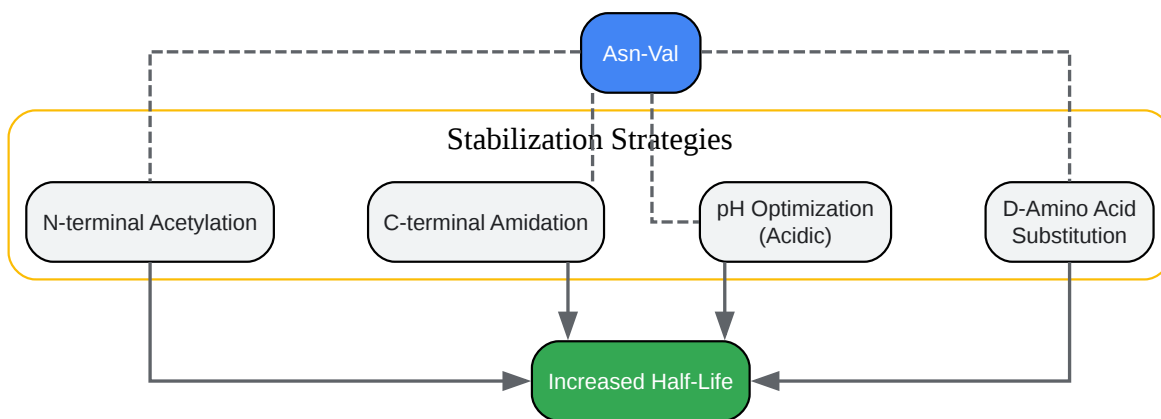 Asn-Val
Stabilization Strategies
N-terminal Acetylation
C-terminal Amidation
pH Optimization
(Acidic)
D-Amino Acid
Substitution
Increased Half-Life